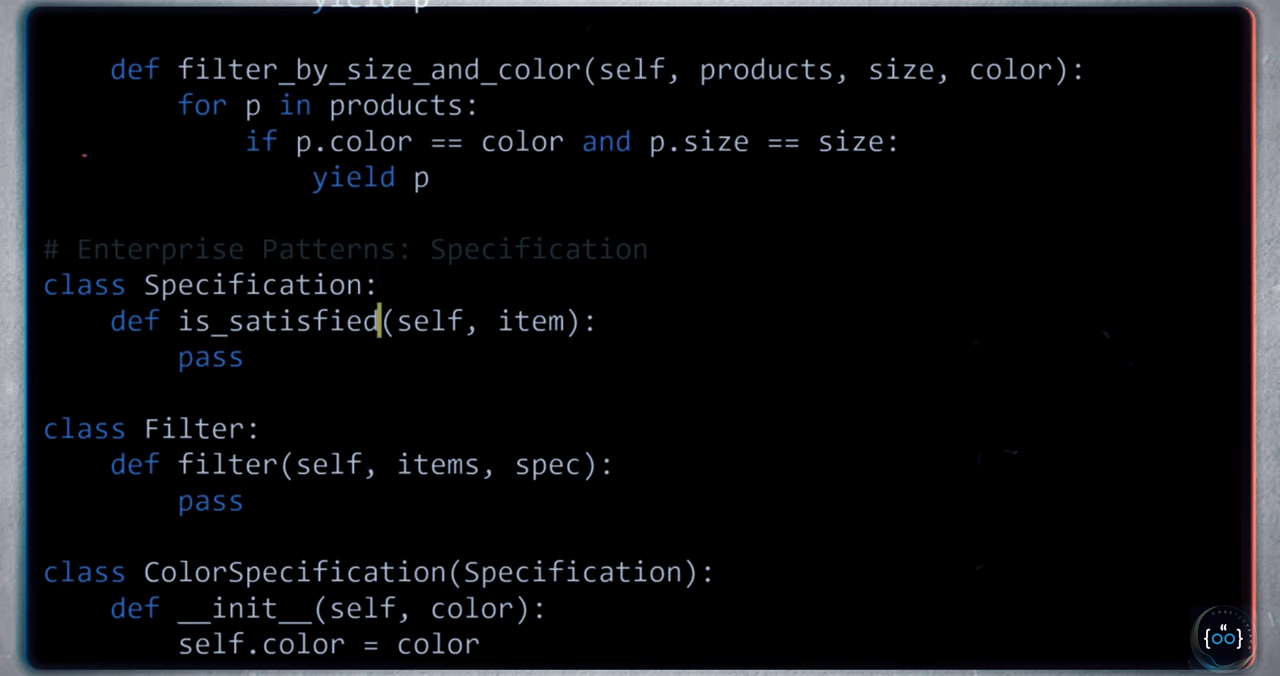 yield p
def filter_by_size_and_color(self, products, size, color):
for p in products:
if p.color == color and p.size == size:
yield p
# Enterprise Patterns: Specification
class Specification:
def is_satisfied(self, item):
pass
class Filter:
def filter(self, items, spec):
pass
class ColorSpecification(Specification):
def __init__(self, color):
self.color = color